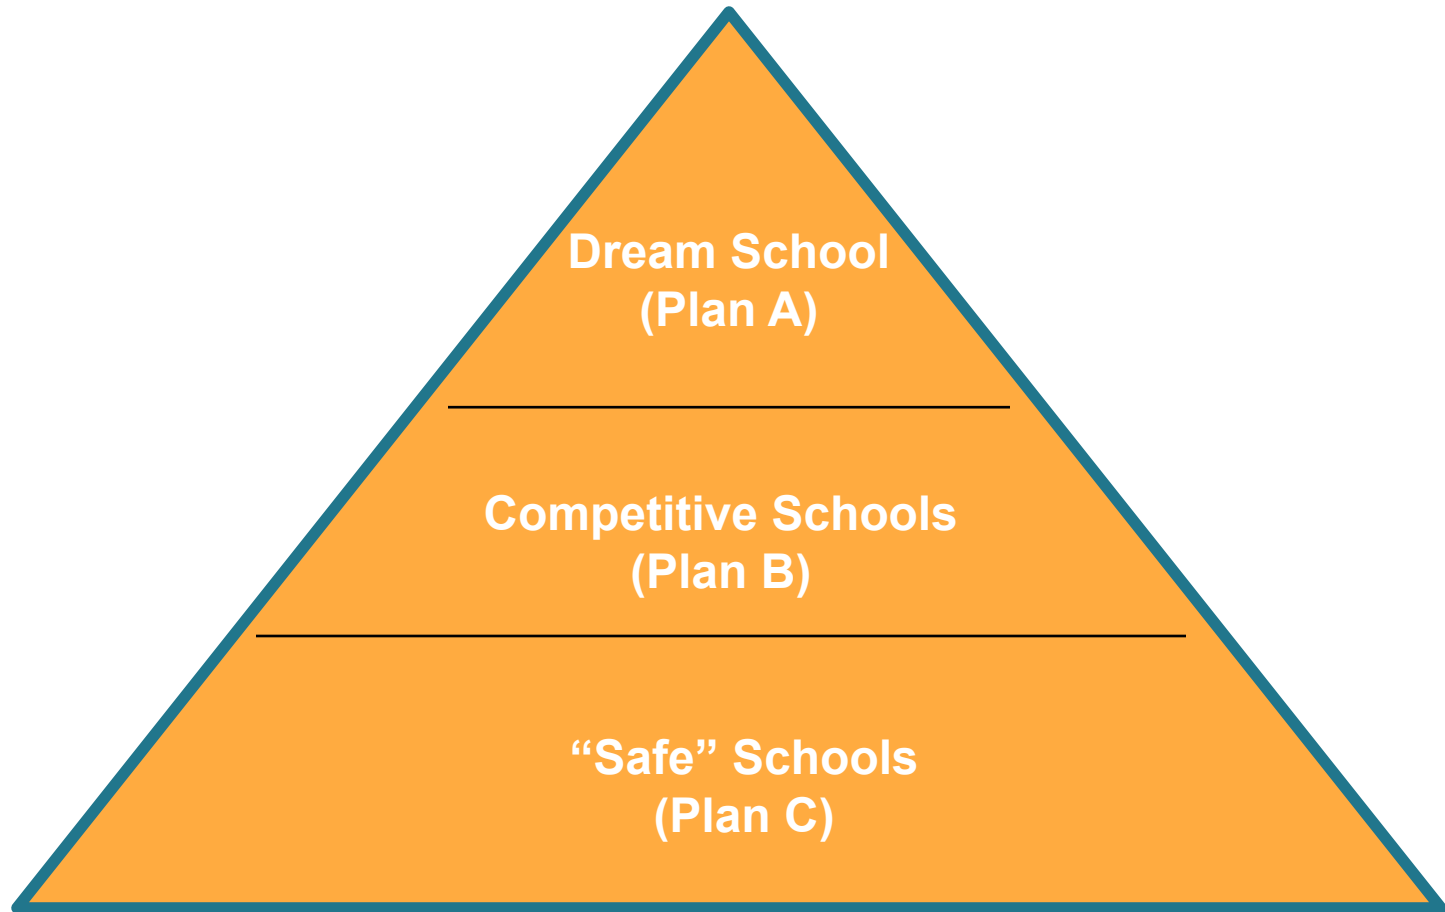 Dream School
(Plan A)
Competitive Schools
(Plan B)
“Safe” Schools
(Plan C)